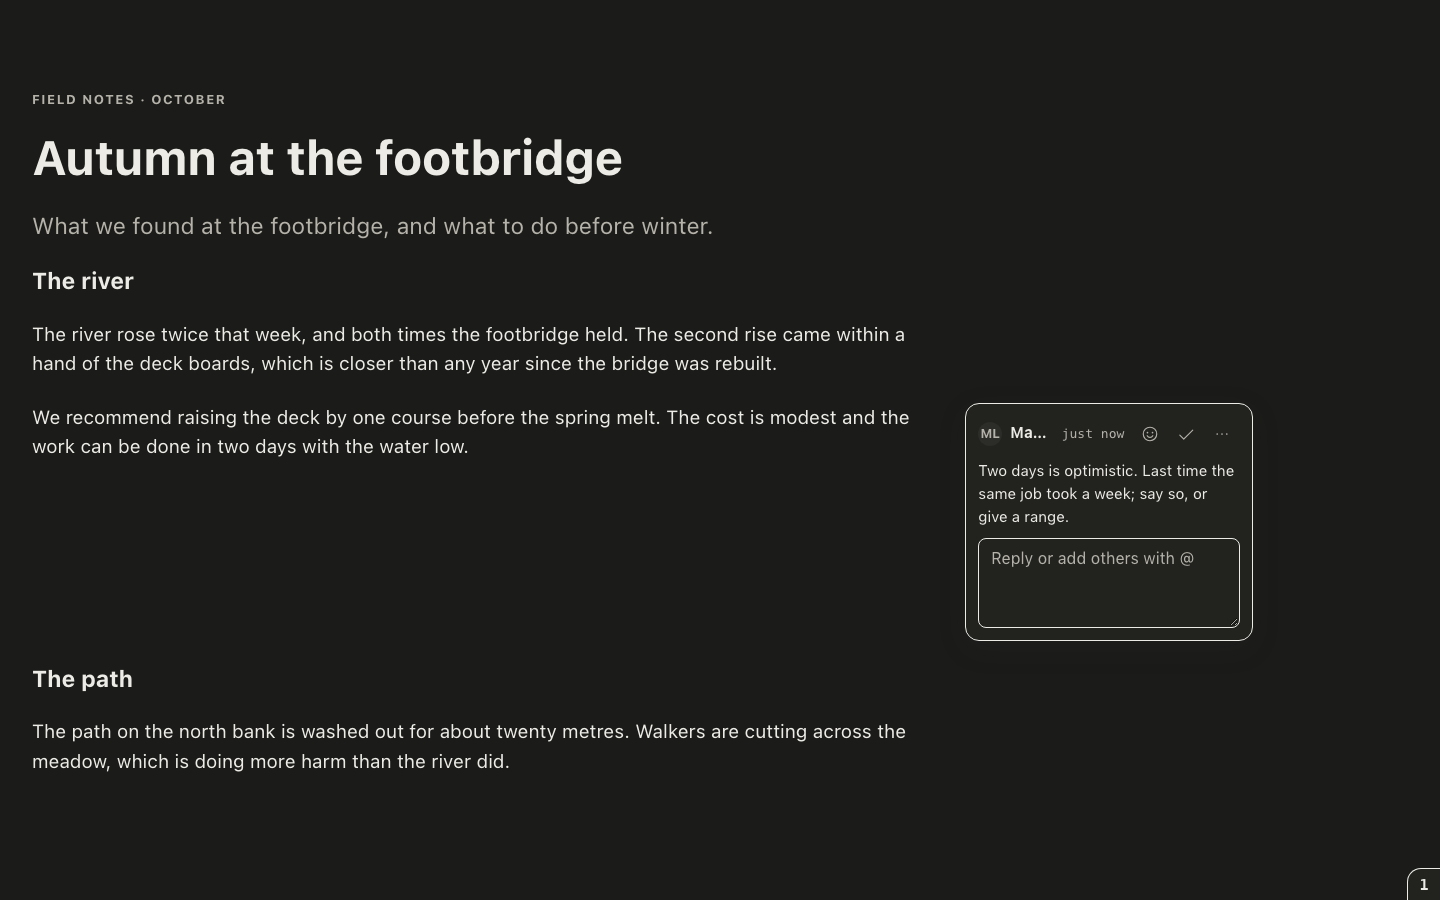 FIELD NOTES · OCTOBER
Autumn at the footbridge
What we found at the footbridge, and what to do before winter.
The river
The river rose twice that week, and both times the footbridge held. The second rise came within a
hand of the deck boards, which is closer than any year since the bridge was rebuilt.
We recommend raising the deck by one course before the spring melt. The cost is modest and the
work can be done in two days with the water low.
ML Ma... just now ...
Two days is optimistic. Last time the
same job took a week; say so, or
give a range.
Reply or add others with @
The path
The path on the north bank is washed out for about twenty metres. Walkers are cutting across the
meadow, which is doing more harm than the river did.
1